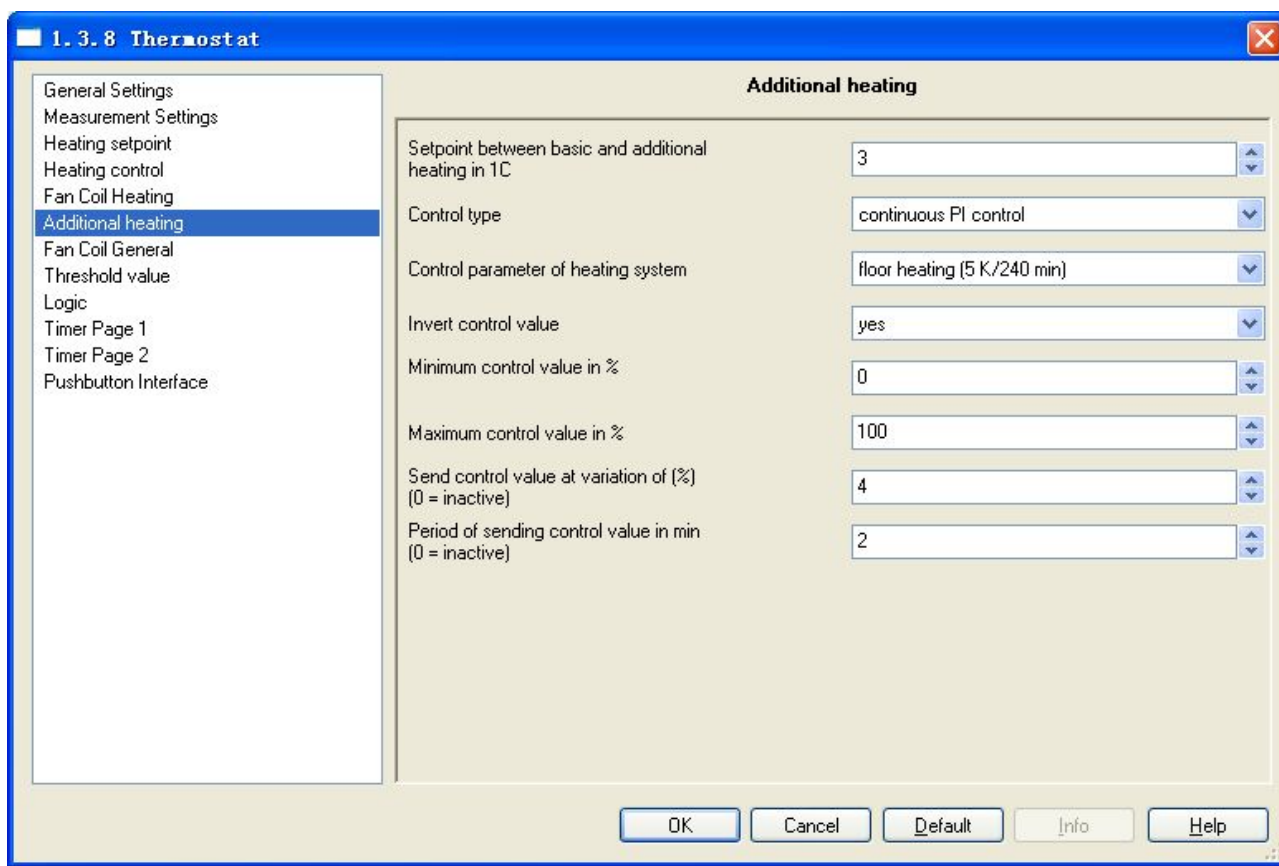 1.3.8 Thermostat
General Settings
Measurement Settings
Heating setpoint
Heating control
Fan Coil Heating
Additional heating
Fan Coil General
Threshold value
Logic
Timer Page 1
Timer Page 2
Pushbutton Interface
Additional heating
Setpoint between basic and additional
heating in 1C
3
Control type
continuous PI control
Control parameter of heating system
floor heating (5 K/240 min)
Invert control value
yes
Minimum control value in %
0
Maximum control value in %
100
Send control value at variation of (%)
(0 = inactive)
4
Period of sending control value in min
(0 = inactive)
2
OK
Cancel
Default
Info
Help